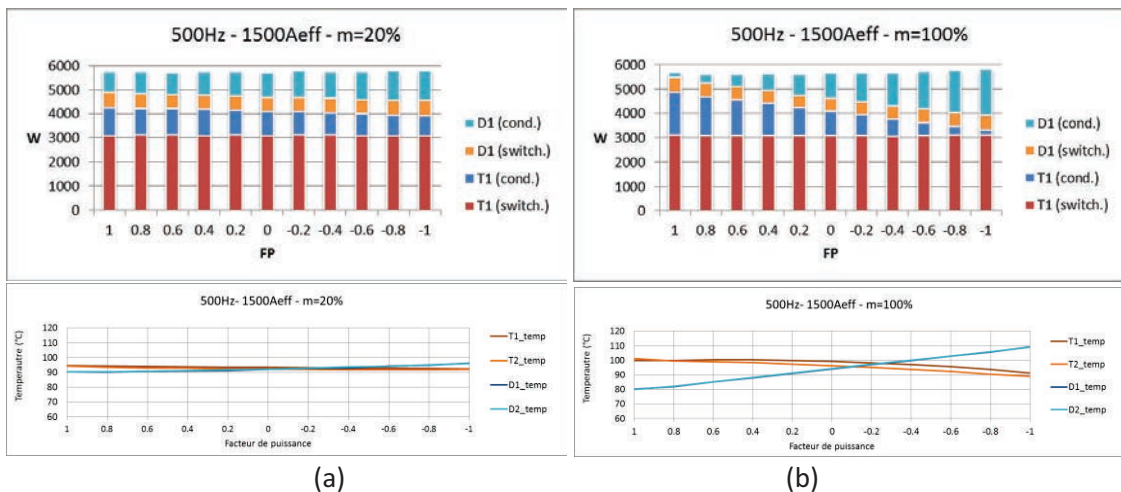 500Hz - 1500Aeff - m=20%
6000
5000
4000
3000
2000
1000
0
W
1 0.8 0.6 0.4 0.2 0 -0.2 -0.4 -0.6 -0.8 -1
FP
D1 (cond.)
D1 (switch.)
T1 (cond.)
T1 (switch.)
500Hz - 1500Aeff - m=100%
6000
5000
4000
3000
2000
1000
0
W
1 0.8 0.6 0.4 0.2 0 -0.2 -0.4 -0.6 -0.8 -1
FP
D1 (cond.)
D1 (switch.)
T1 (cond.)
T1 (switch.)
500Hz- 1500Aeff - m=20%
Temperautre (°C)
120
110
100
90
80
70
60
1 0.8 0.6 0.4 0.2 0 -0.2 -0.4 -0.6 -0.8 -1
Facteur de puissance
T1_temp
T2_temp
D1_temp
D2_temp
500Hz - 1500Aeff - m=100%
Temperautre (°C)
120
110
100
90
80
70
60
1 0.8 0.6 0.4 0.2 0 -0.2 -0.4 -0.6 -0.8 -1
Facteur de puissance
T1_temp
T2_temp
D1_temp
D2_temp
(a)
(b)